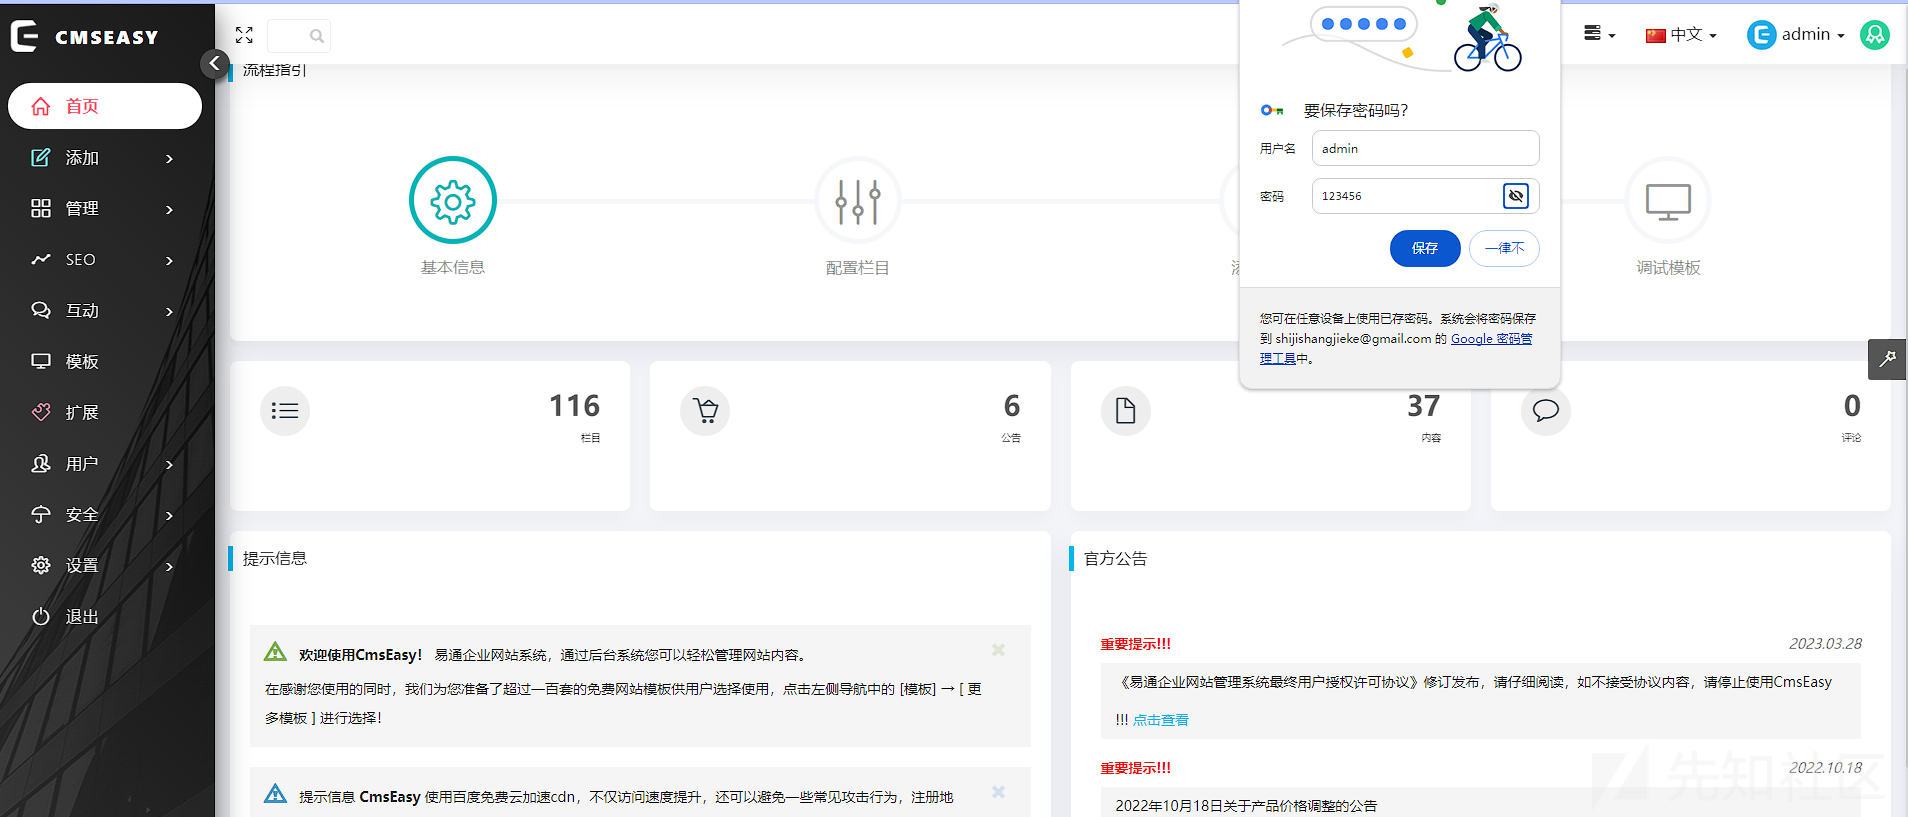 CMSEASY
中文
admin
流程指引
首页
添加
管理
SEO
互动
模板
扩展
用户
安全
设置
退出
基本信息
配置栏目
调试模板
要保存密码吗?
用户名
admin
密码
123456
保存
一律不
您可在任意设备上使用已存密码。系统会将密码保存
到 shijishangjieke@gmail.com 的 Google 密码管
理工具中。
116
栏目
6
公告
37
内容
0
评论
提示信息
欢迎使用CmsEasy! 易通企业网站系统,通过后台系统您可以轻松管理网站内容。
在感谢您使用的同时,我们为您准备了超过一百套的免费网站模板供用户选择使用,点击左侧导航中的 [模板] → [ 更
多模板 ] 进行选择!
提示信息 CmsEasy 使用百度免费云加速cdn,不仅访问速度提升,还可以避免一些常见攻击行为,注册地
官方公告
重要提示!!! 2023.03.28
《易通企业网站管理系统最终用户授权许可协议》修订发布,请仔细阅读,如不接受协议内容,请停止使用CmsEasy
!!! 点击查看
重要提示!!! 2022.10.18
2022年10月18日关于产品价格调整的公告
先知社区